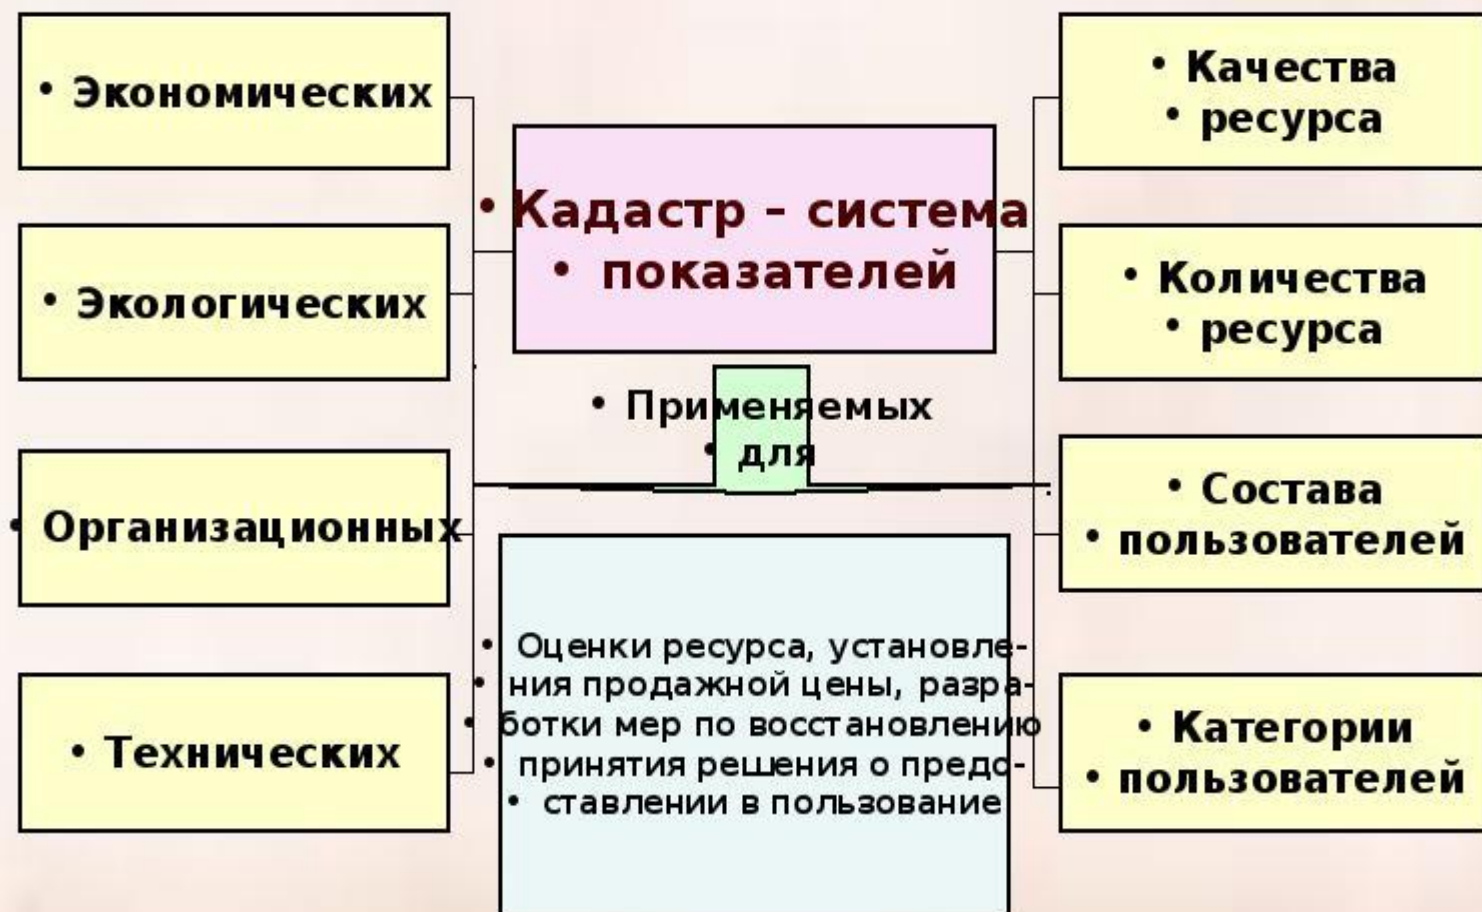 • Экономических
• Экологических
• Организационных
• Технических
• Кадастр – система
• показателей
• Применяемых
• для
• Оценки ресурса, установле-
• ния продажной цены, разра-
• ботки мер по восстановлению
• принятия решения о предо-
• ставлении в пользование
• Качества
• ресурса
• Количества
• ресурса
• Состава
• пользователей
• Категории
• пользователей